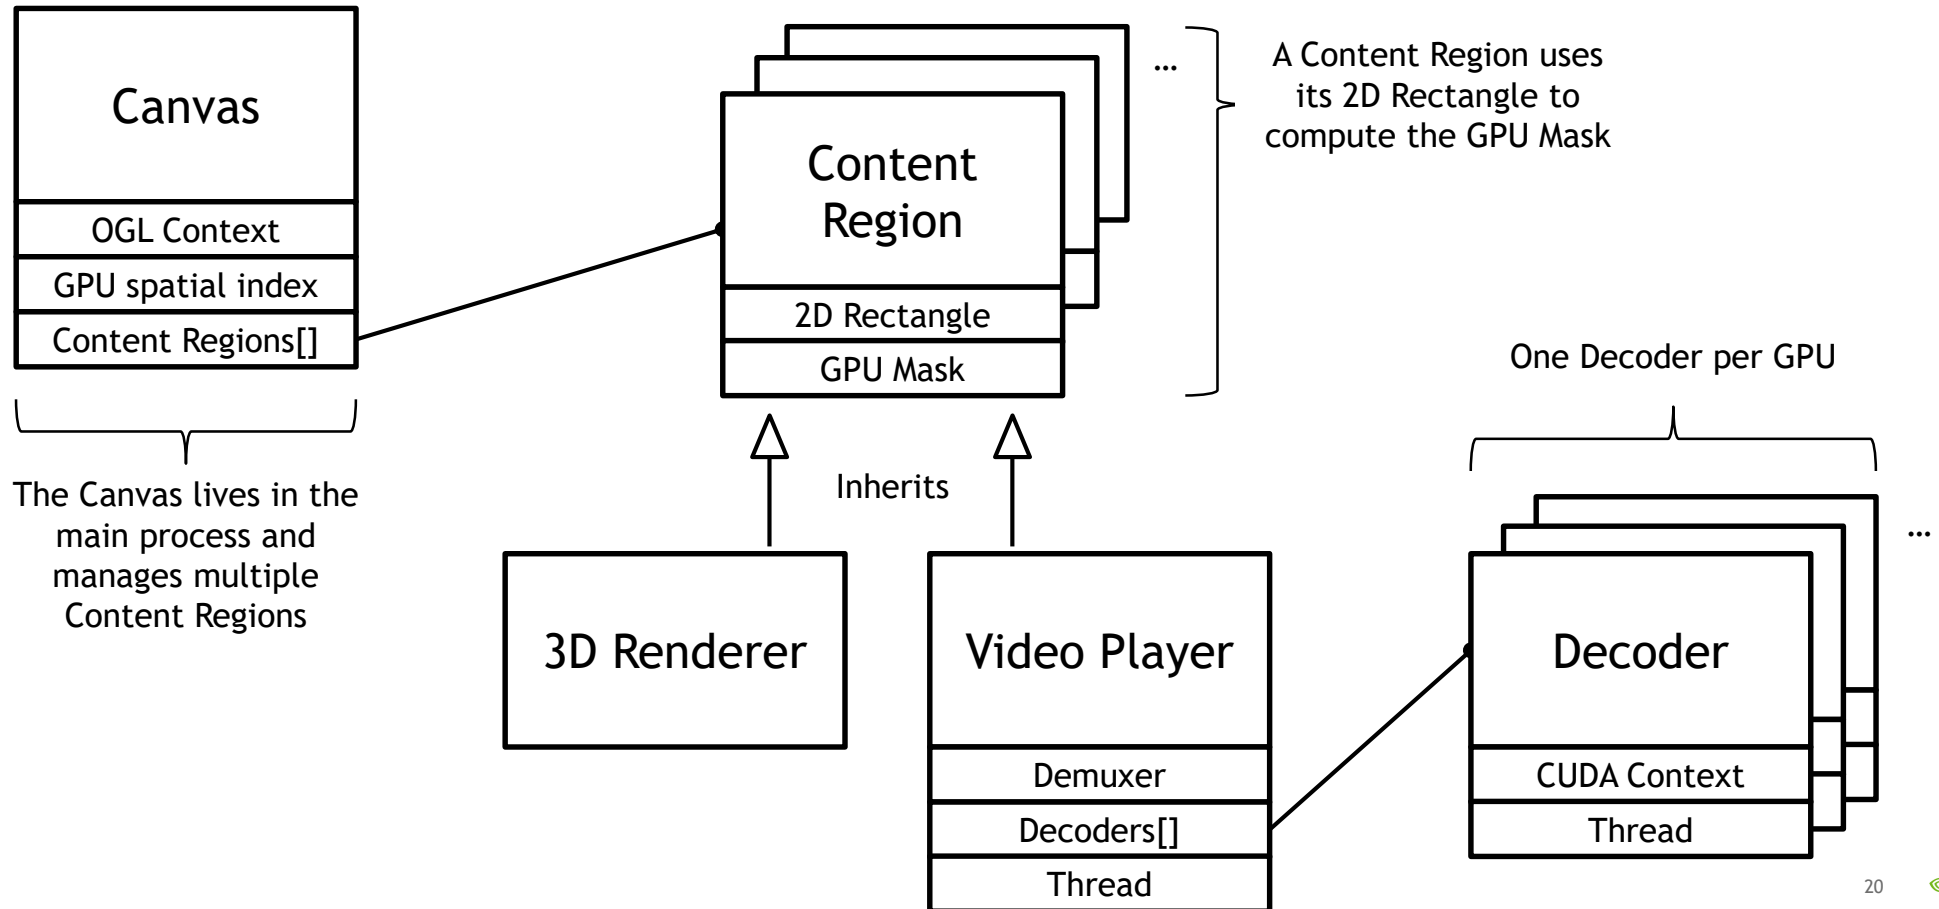 Canvas
OGL Context
GPU spatial index
Content Regions[]
The Canvas lives in the
main process and
manages multiple
Content Regions
Content
Region
2D Rectangle
GPU Mask
...
A Content Region uses
its 2D Rectangle to
compute the GPU Mask
Inherits
3D Renderer
Video Player
Demuxer
Decoders[]
Thread
One Decoder per GPU
Decoder
CUDA Context
Thread
...
20